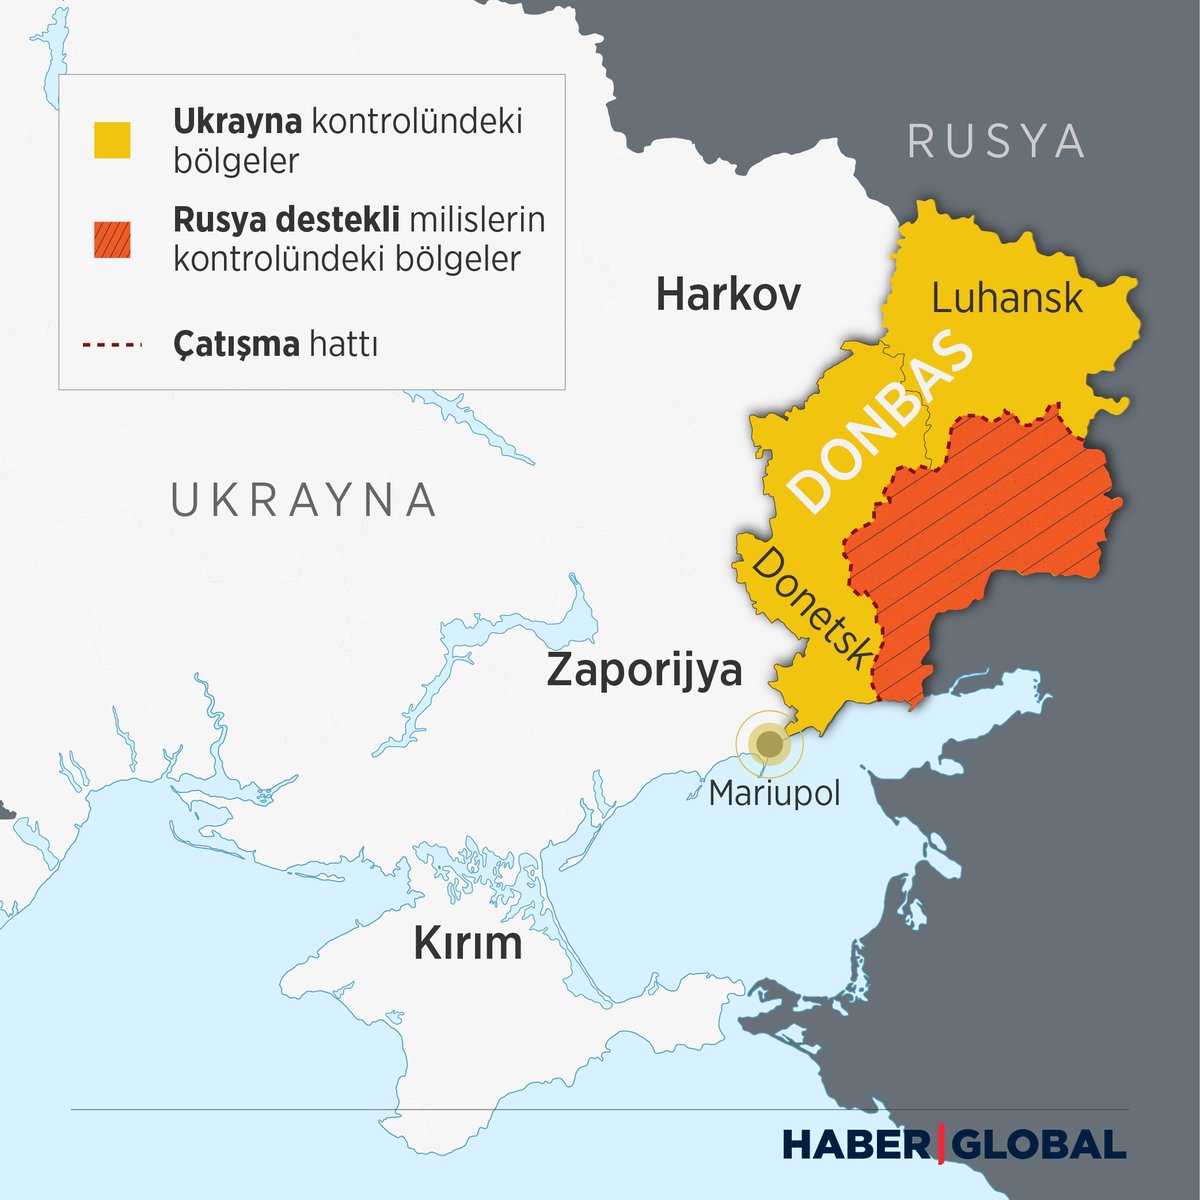 Ukrayna kontrolündeki
bölgeler
Rusya destekli milislerin
kontrolündeki bölgeler
Çatışma hattı
RUSYA
Harkov
Luhansk
DONBAS
UKRAYNA
Donetsk
Zaporijya
Mariupol
Kırım
HABER|GLOBAL